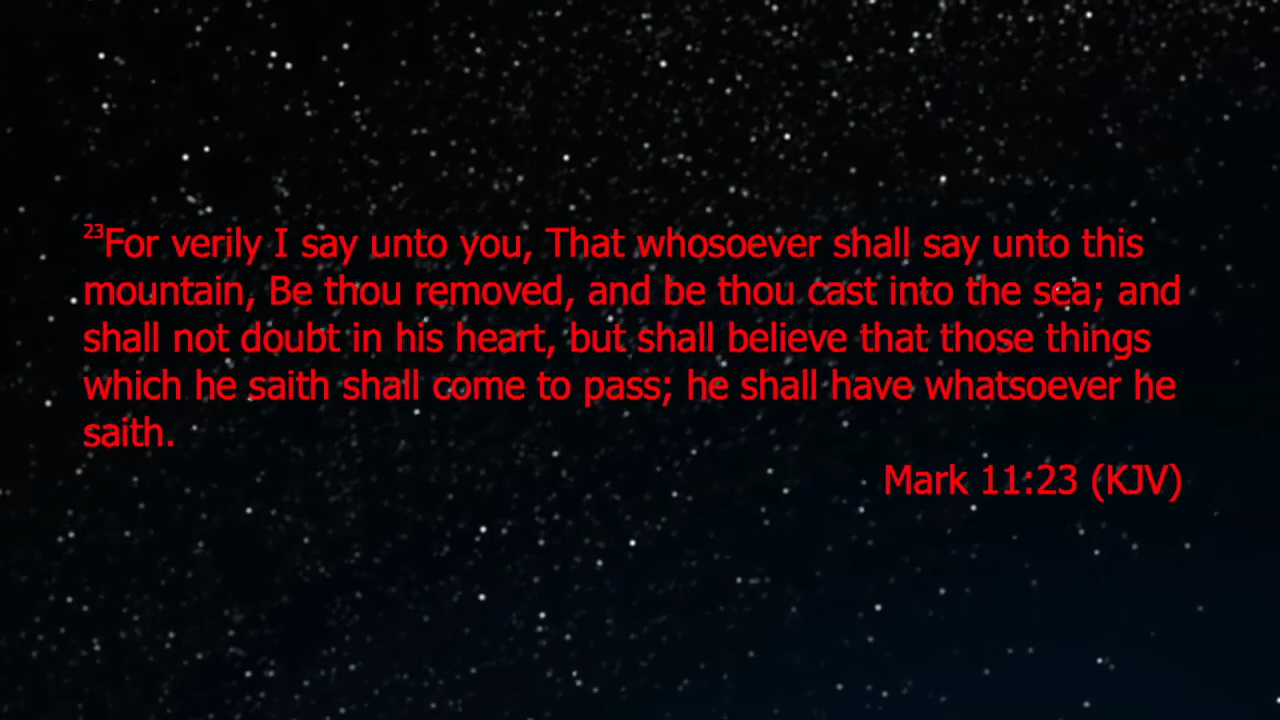 ²³For verily I say unto you, That whosoever shall say unto this
mountain, Be thou removed, and be thou cast into the sea; and
shall not doubt in his heart, but shall believe that those things
which he saith shall come to pass; he shall have whatsoever he
saith.
Mark 11:23 (KJV)